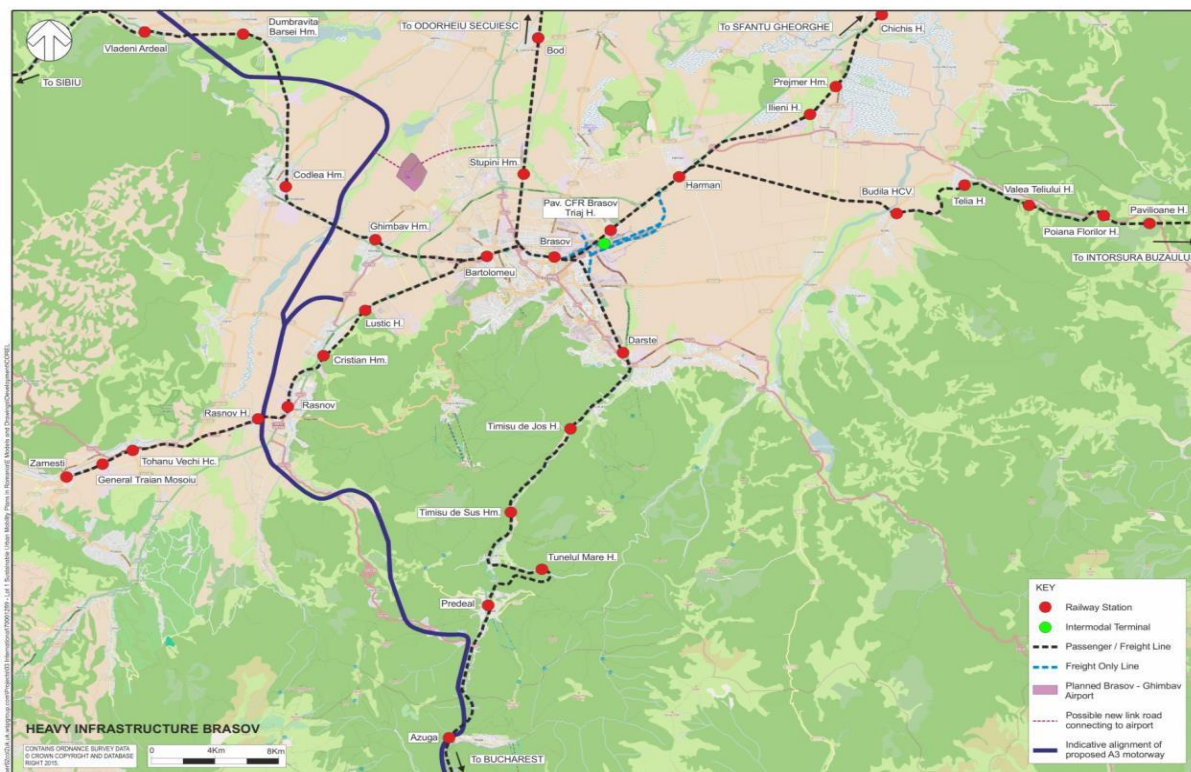 Dumbravita
Barsei Hm.
Vladeni Ardeal
To SIBIU
To ODORHEIU SECUIESC
Bod
To SFANTU GHEORGHE
Chichis H.
Prejmer Hm.
Ilieni H.
Codlea Hm.
Stupini Hm.
Harman
Pav. CFR Brasov
Triaj H.
Budila HCV.
Telia H.
Valea Teliului H.
Poiana Florilor H.
Pavilioane H.
To INTORSURA BUZAULUI
Ghimbav Hm.
Bartolomeu
Brasov
Lustic H.
Cristian Hm.
Darste
Rasnov H.
Rasnov
Timisu de Jos H.
Zarnesti
Tohanu Vechi Hc.
General Traian Mosoiu
Timisu de Sus Hm.
Tunelul Mare H.
Predeal
Azuga
To BUCHAREST
KEY
Railway Station
Intermodal Terminal
Passenger / Freight Line
Freight Only Line
Planned Brasov - Ghimbav
Airport
Possible new link road
connecting to airport
Indicative alignment of
proposed A3 motorway
HEAVY INFRASTRUCTURE BRASOV
CONTAINS ORDNANCE SURVEY DATA
© CROWN COPYRIGHT AND DATABASE
RIGHT 2015.
0 4Km 8Km